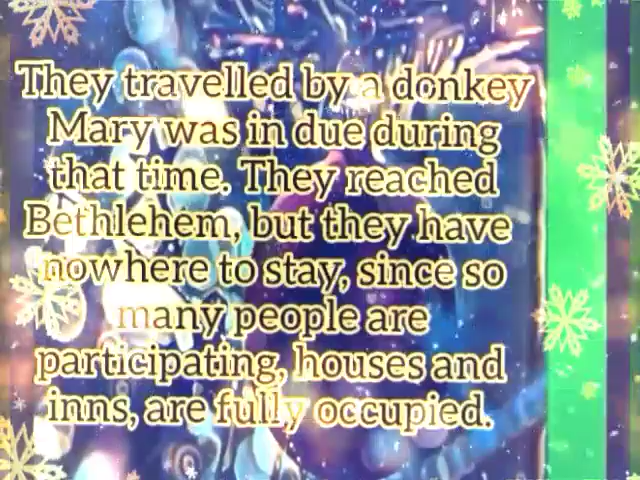 They travelled by a donkey
Mary was in due during
that time. They reached
Bethlehem, but they have
nowhere to stay, since so
many people are
participating, houses and
inns, are fully occupied.